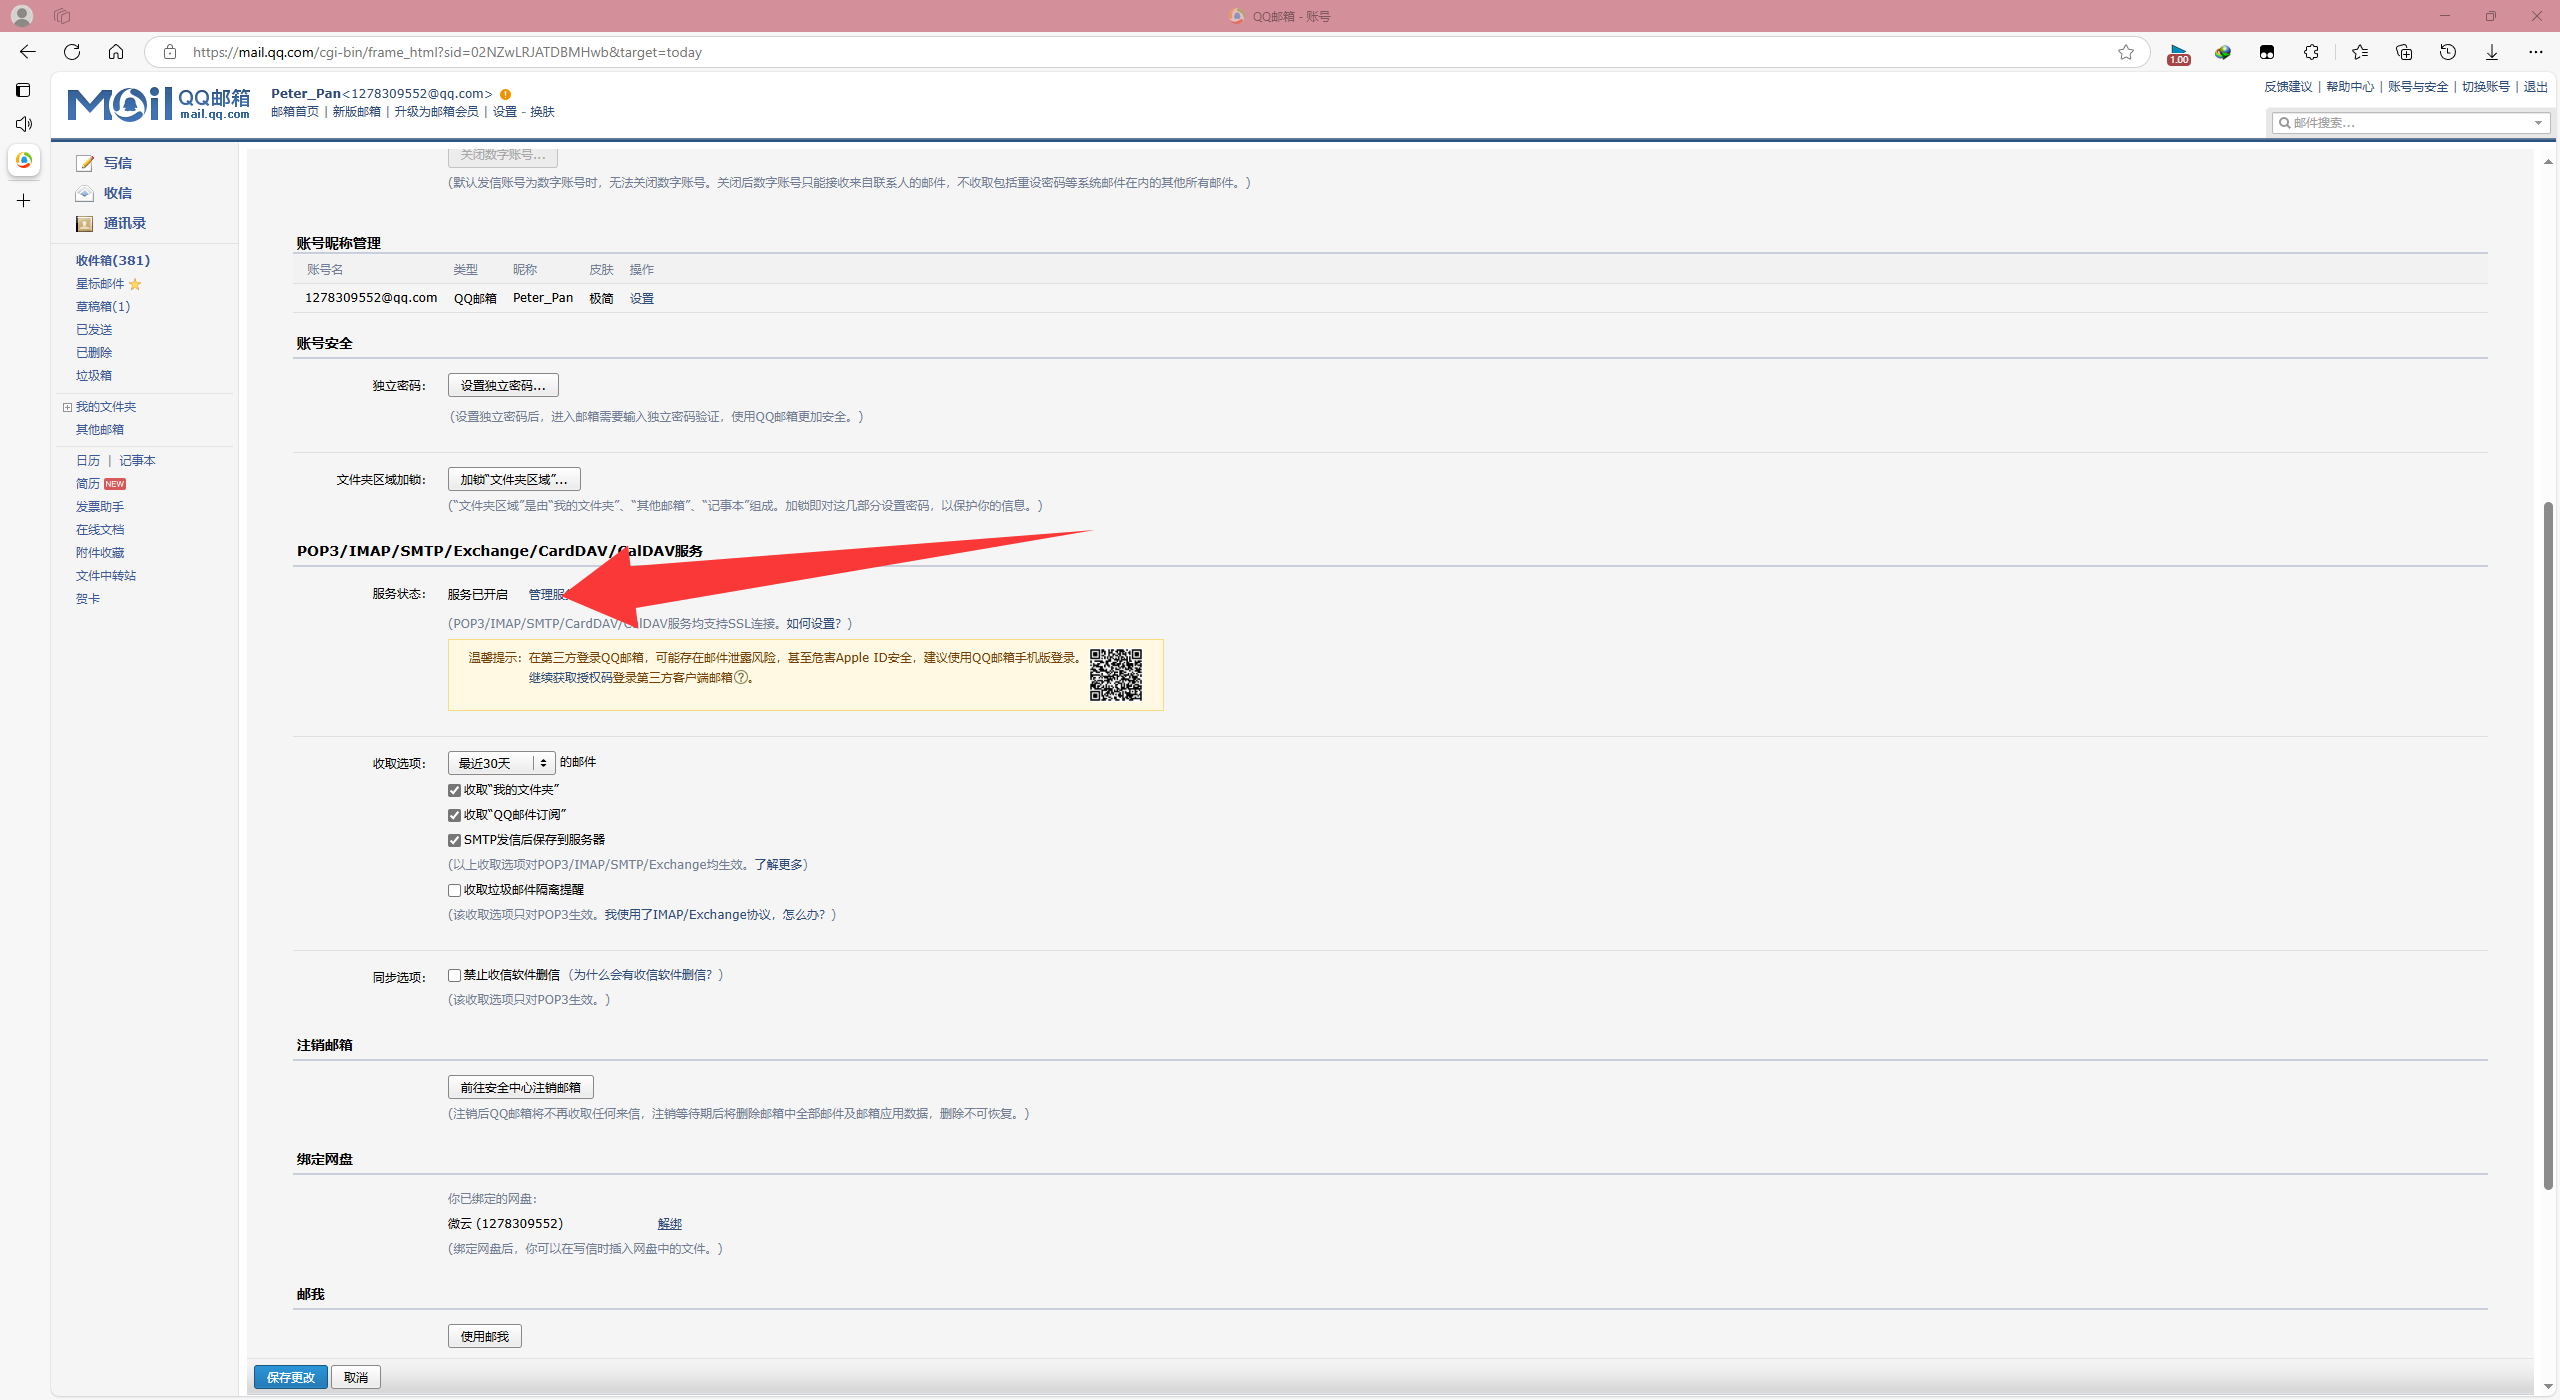 QQ邮箱 - 账号
https://mail.qq.com/cgi-bin/frame_html?sid=02NZwLRJATDBMHwb&target=today
1.00
Mail QQ邮箱
mail.qq.com
Peter_Pan<1278309552@qq.com>
邮箱首页 | 新版邮箱 | 升级为邮箱会员 | 设置 - 换肤
反馈建议 | 帮助中心 | 账号与安全 | 切换账号 | 退出
邮件搜索...
写信
收信
通讯录
收件箱(381)
星标邮件
草稿箱(1)
已发送
已删除
垃圾箱
我的文件夹
其他邮箱
日历 | 记事本
简历 NEW
发票助手
在线文档
附件收藏
文件中转站
贺卡
关闭数字账号...
(默认发信账号为数字账号时，无法关闭数字账号。关闭后数字账号只能接收来自联系人的邮件，不收取包括重设密码等系统邮件在内的其他所有邮件。)
账号昵称管理
账号名 类型 昵称 皮肤 操作
1278309552@qq.com QQ邮箱 Peter_Pan 极简 设置
账号安全
独立密码： 设置独立密码...
(设置独立密码后，进入邮箱需要输入独立密码验证，使用QQ邮箱更加安全。)
文件夹区域加锁： 加锁“文件夹区域”...
(“文件夹区域”是由“我的文件夹”、“其他邮箱”、“记事本”组成。加锁即对这几部分设置密码，以保护你的信息。)
POP3/IMAP/SMTP/Exchange/CardDAV/CalDAV服务
服务状态： 服务已开启 管理服
(POP3/IMAP/SMTP/CardDAV/CalDAV服务均支持SSL连接。如何设置？)
温馨提示：在第三方登录QQ邮箱，可能存在邮件泄露风险，甚至危害Apple ID安全，建议使用QQ邮箱手机版登录。
继续获取授权码登录第三方客户端邮箱?。
收取选项： 最近30天 的邮件
收取“我的文件夹”
收取“QQ邮件订阅”
SMTP发信后保存到服务器
(以上收取选项对POP3/IMAP/SMTP/Exchange均生效。了解更多)
收取垃圾邮件隔离提醒
(该收取选项只对POP3生效。我使用了IMAP/Exchange协议，怎么办？)
同步选项： 禁止收信软件删信 (为什么会有收信软件删信？)
(该收取选项只对POP3生效。)
注销邮箱
前往安全中心注销邮箱
(注销后QQ邮箱将不再收取任何来信，注销等待期后将删除邮箱中全部邮件及邮箱应用数据，删除不可恢复。)
绑定网盘
你已绑定的网盘：
微云 (1278309552) 解绑
(绑定网盘后，你可以在写信时插入网盘中的文件。)
邮我
使用邮我
保存更改 取消